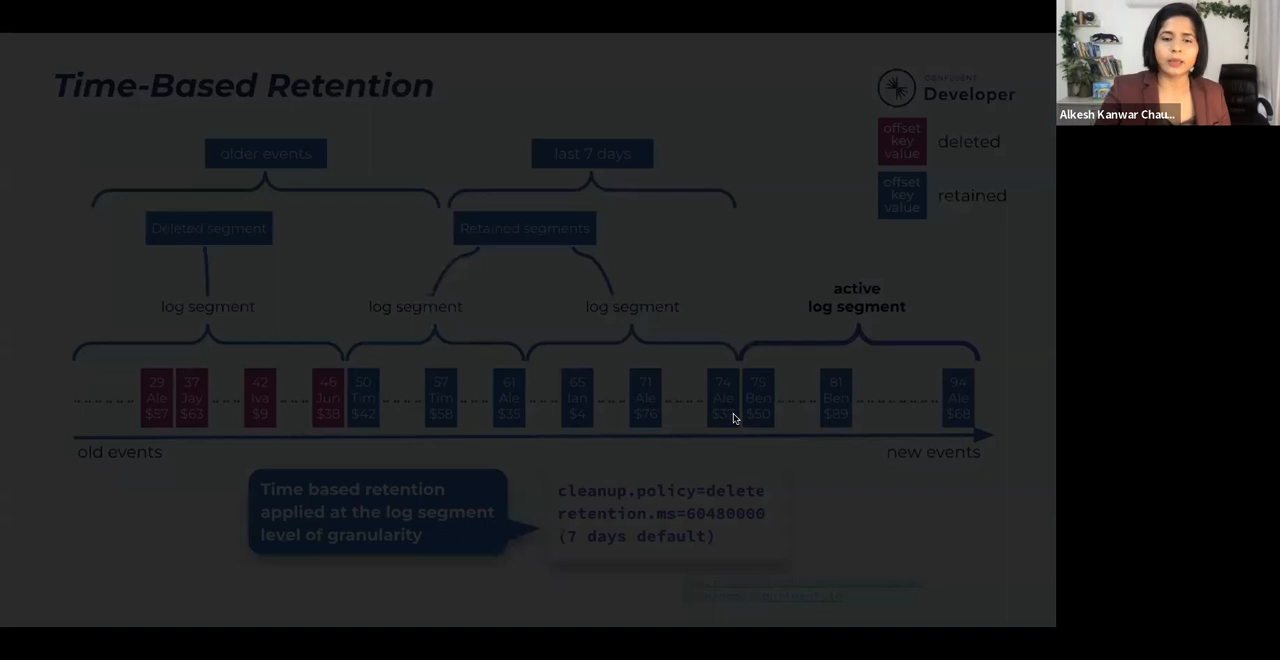 Time-Based Retention
CONFLUENT
Developer
offset
key
value
deleted
offset
key
value
retained
older events
last 7 days
Deleted segment
Retained segments
log segment
log segment
log segment
active
log segment
29
Ale
$57
37
Jay
$63
42
Iva
$9
46
Jun
$38
50
Tim
$42
57
Tim
$58
61
Ale
$35
65
Ian
$4
71
Ale
$76
74
Ale
75
Ben
$50
81
Ben
$89
94
Ale
$68
old events
new events
Time based retention
applied at the log segment
level of granularity
cleanup.policy=delete
retention.ms=60480000
(7 days default)
Alkesh Kanwar Chau...